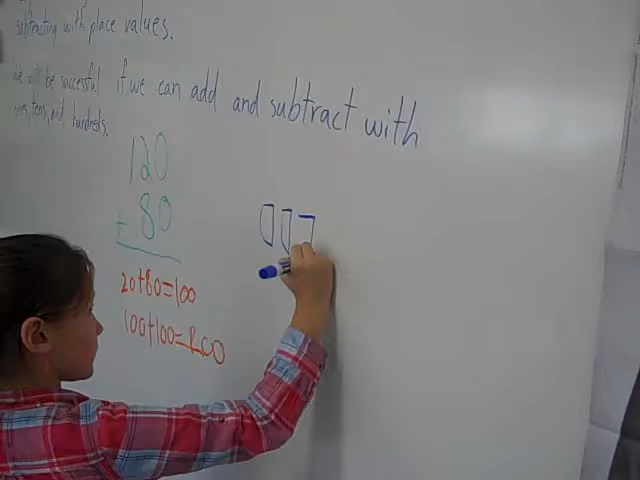 subtracting with place values.
We will be successful if we can add and subtract with
ones, tens, and hundreds.
120
+ 80
20+80=100
100+100=200